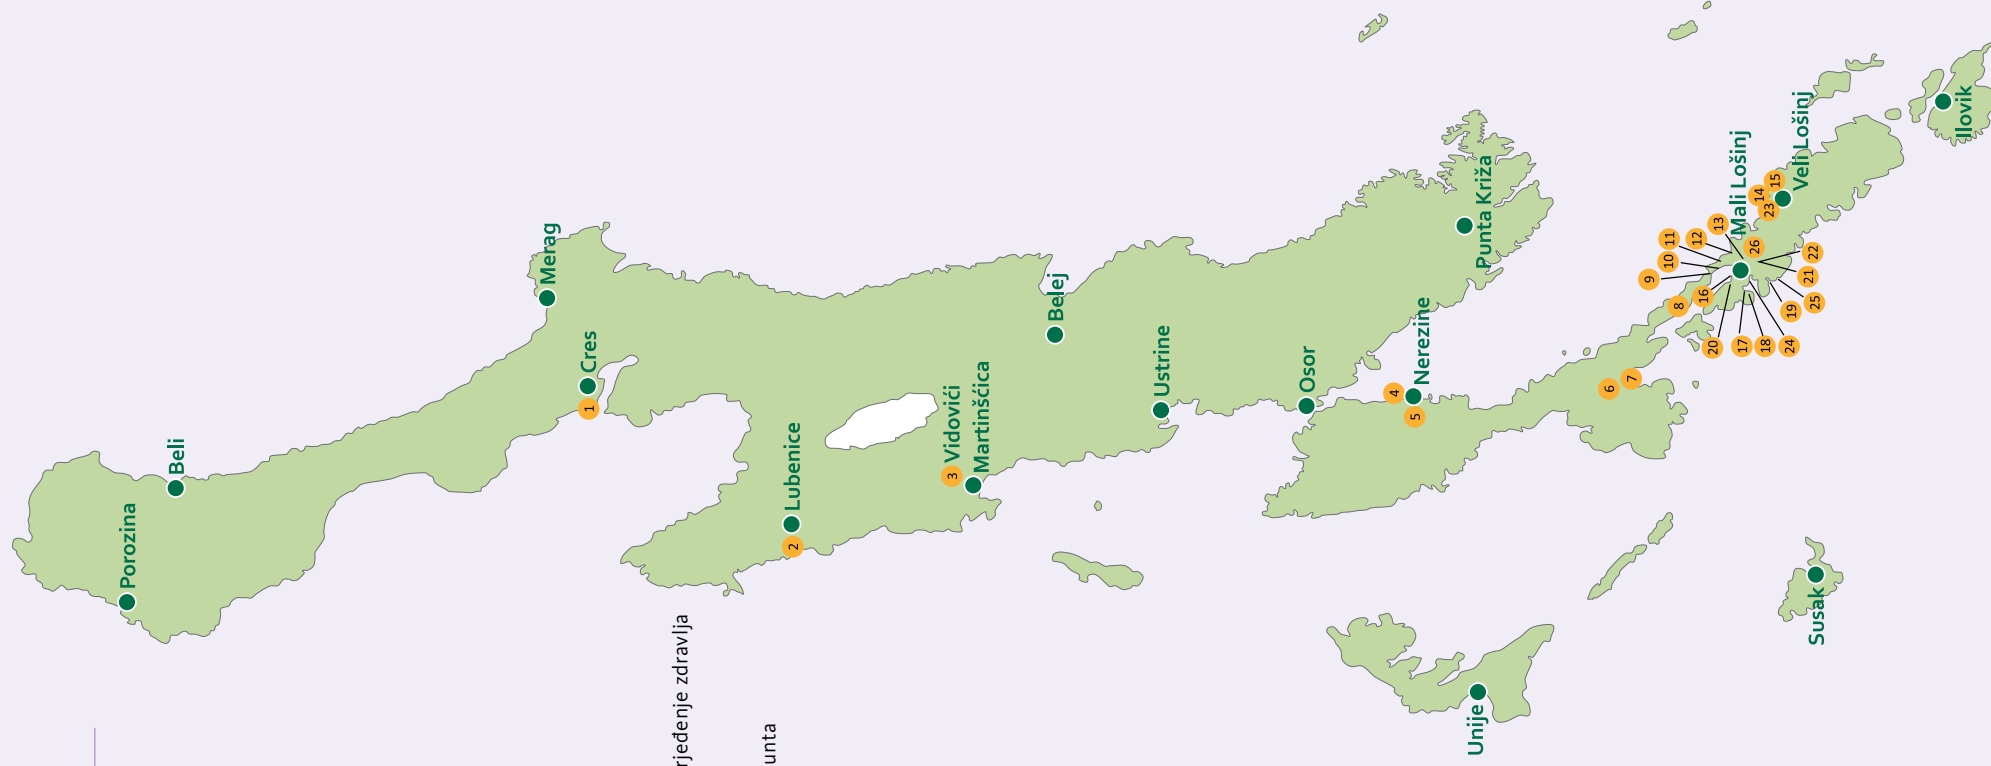 Porozina
Beli
Merag
Cres
1
rjeđenje zdravlja
unta
Lubenice
2
Vidovići
3
Martinšćica
Belej
Ustrine
Osor
4
Nerezine
5
Punta Križa
Unije
6
7
8
9
10
11
12
13
Mali Lošinj
26
16
20
17
18
24
19
25
21
22
14
15
23
Veli Lošinj
Susak
Ilovik